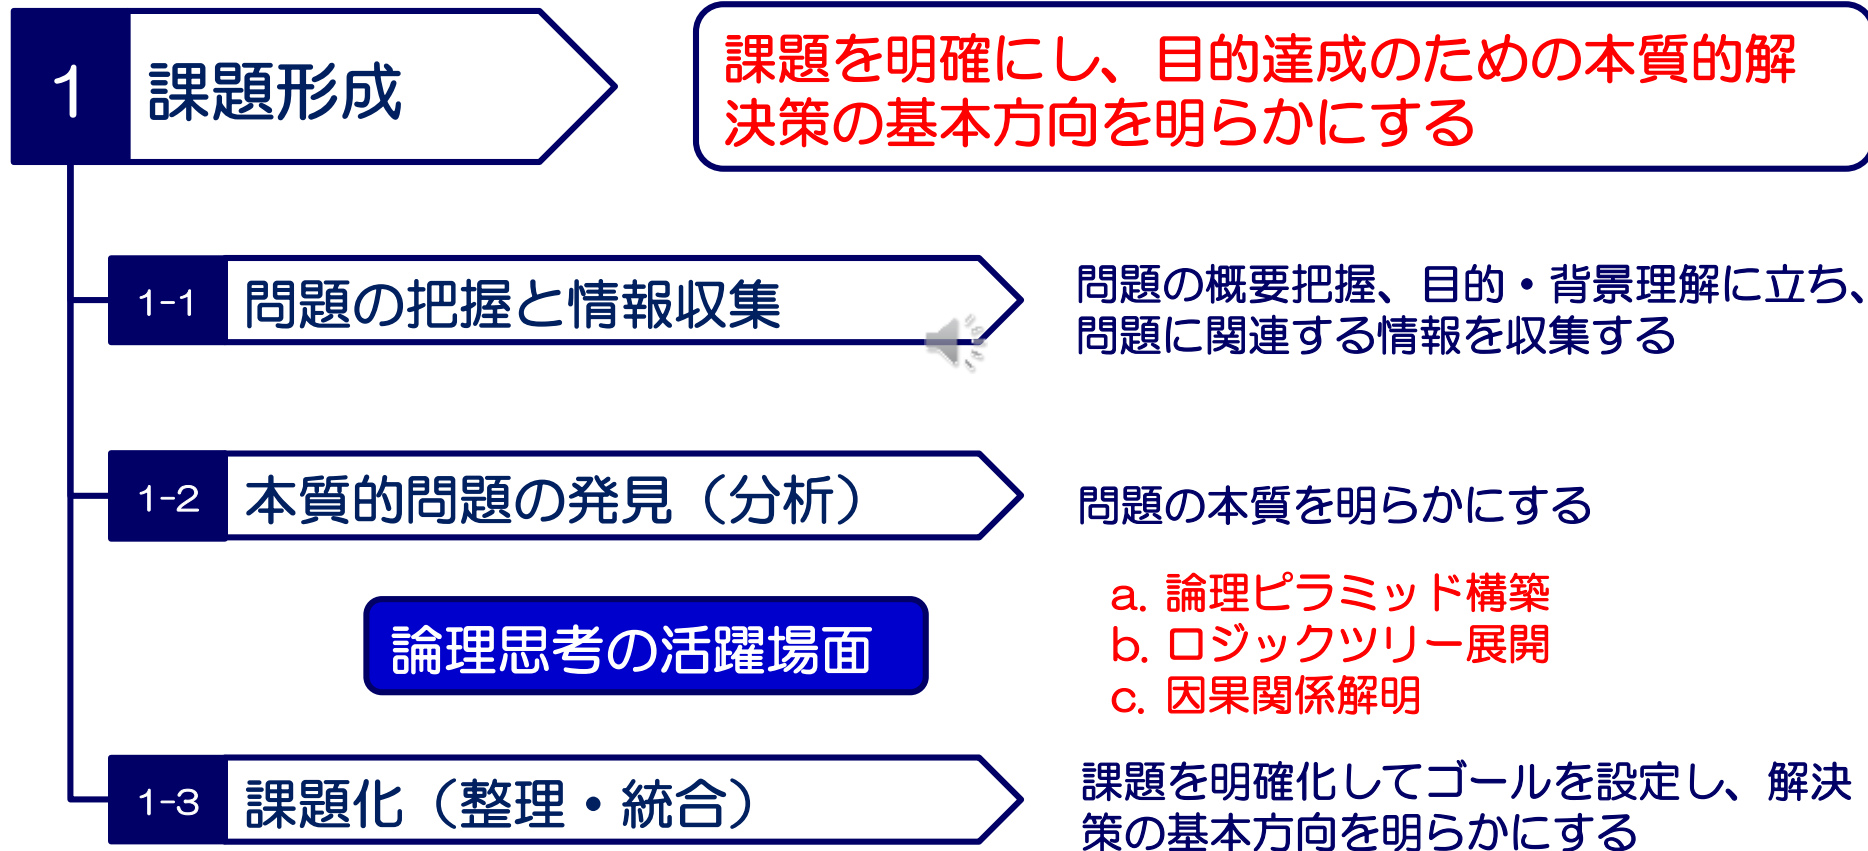 1 課題形成
課題を明確にし、目的達成のための本質的解
決策の基本方向を明らかにする
1-1 問題の把握と情報収集
問題の概要把握、目的・背景理解に立ち、
問題に関連する情報を収集する
1-2 本質的問題の発見（分析）
問題の本質を明らかにする
a. 論理ピラミッド構築
b. ロジックツリー展開
c. 因果関係解明
論理思考の活躍場面
1-3 課題化（整理・統合）
課題を明確化してゴールを設定し、解決
策の基本方向を明らかにする